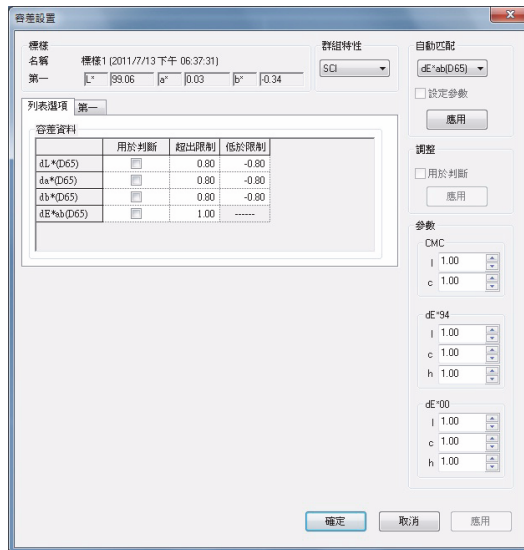 容差設置
標樣
名稱 標樣1 (2011/7/13 下午 06:37:31)
第一 L* 99.06 a* 0.03 b* -0.34
群組特性
SCI
自動匹配
dE*ab(D65)
設定參數
應用
列表選項 第一
容差資料
用於判斷 超出限制 低於限制
dL*(D65) 0.80 -0.80
da*(D65) 0.80 -0.80
db*(D65) 0.80 -0.80
dE*ab(D65) 1.00 ------
調整
用於判斷
應用
參數
CMC
l 1.00
c 1.00
dE*94
l 1.00
c 1.00
h 1.00
dE*00
l 1.00
c 1.00
h 1.00
確定 取消 應用